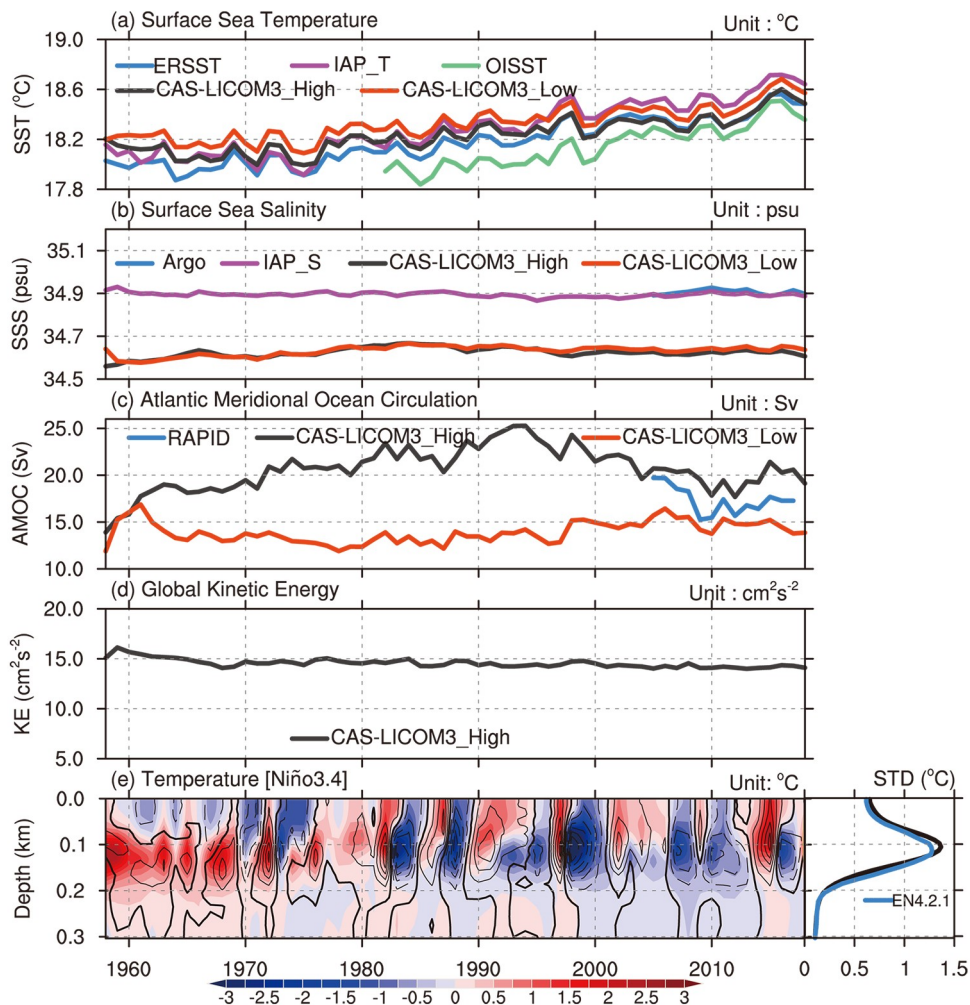 (a) Surface Sea Temperature Unit : °C
19.0
18.6
18.2
17.8
SST (°C)
ERSST IAP_T OISST
CAS-LICOM3_High CAS-LICOM3_Low
(b) Surface Sea Salinity Unit : psu
35.1
34.9
34.7
34.5
SSS (psu)
Argo IAP_S CAS-LICOM3_High CAS-LICOM3_Low
(c) Atlantic Meridional Ocean Circulation Unit : Sv
25.0
20.0
15.0
10.0
AMOC (Sv)
RAPID CAS-LICOM3_High CAS-LICOM3_Low
(d) Global Kinetic Energy Unit : cm²s⁻²
20.0
15.0
10.0
5.0
KE (cm²s⁻²)
CAS-LICOM3_High
(e) Temperature [Niño3.4] Unit: °C STD (°C)
0.0
0.1
0.2
0.3
Depth (km)
EN4.2.1
1960 1970 1980 1990 2000 2010 0 0.5 1 1.5
-3 -2.5 -2 -1.5 -1 -0.5 0 0.5 1 1.5 2 2.5 3